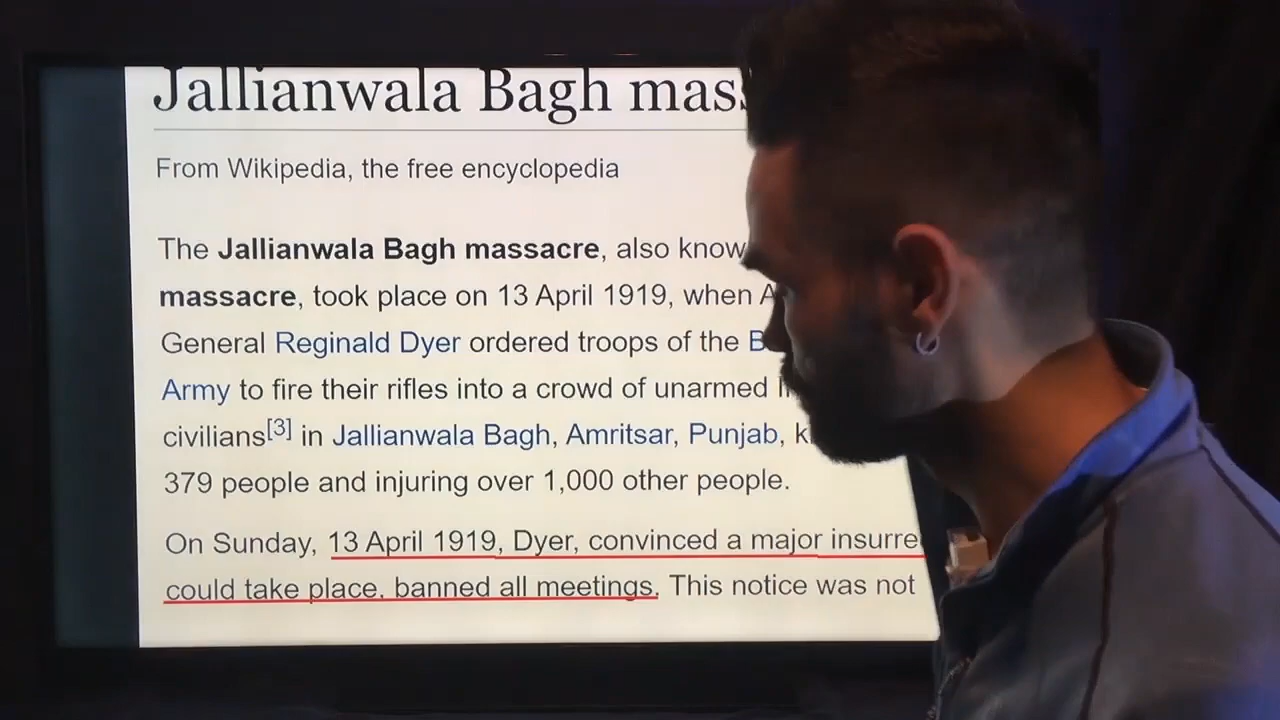 Jallianwala Bagh
From Wikipedia, the free encyclopedia
The Jallianwala Bagh massacre, also
massacre, took place on 13 April 1919, when
General Reginald Dyer ordered troops of the
Army to fire their rifles into a crowd of unarmed
civilians[3] in Jallianwala Bagh, Amritsar, Punjab,
379 people and injuring over 1,000 other people.
On Sunday, 13 April 1919, Dyer, convinced a major
could take place, banned all meetings. This notice was not